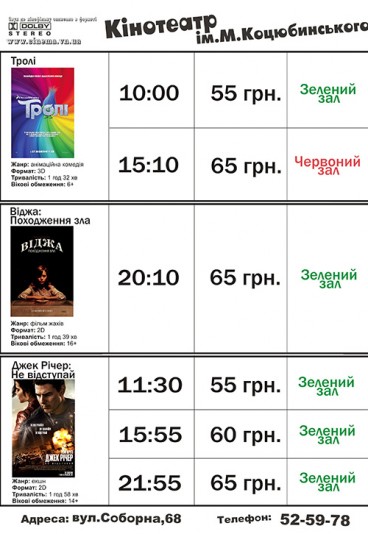 DOLBY
STEREO
www.cinema.vn.ua
Кінотеатр
ім.М.Коцюбинського
Тролі
ТРОЛІ
Жанр: анімаційна комедія
Формат: 3D
Тривалість: 1 год 32 хв
Вікові обмеження: 6+
10:00 55 грн. Зелений
зал
15:10 65 грн. Червоний
зал
Віджа:
Походження зла
ВІДЖА
ПОХОДЖЕННЯ ЗЛА
Жанр: фільм жахів
Формат: 2D
Тривалість: 1 год 39 хв
Вікові обмеження: 16+
20:10 65 грн. Зелений
зал
Джек Річер:
Не відступай
ДЖЕК РІЧЕР
Жанр: екшн
Формат: 2D
Тривалість: 1 год 58 хв
Вікові обмеження: 14+
11:30 55 грн. Зелений
зал
15:55 60 грн. Зелений
зал
21:55 65 грн. Зелений
зал
Адреса: вул.Соборна,68 Телефон: 52-59-78